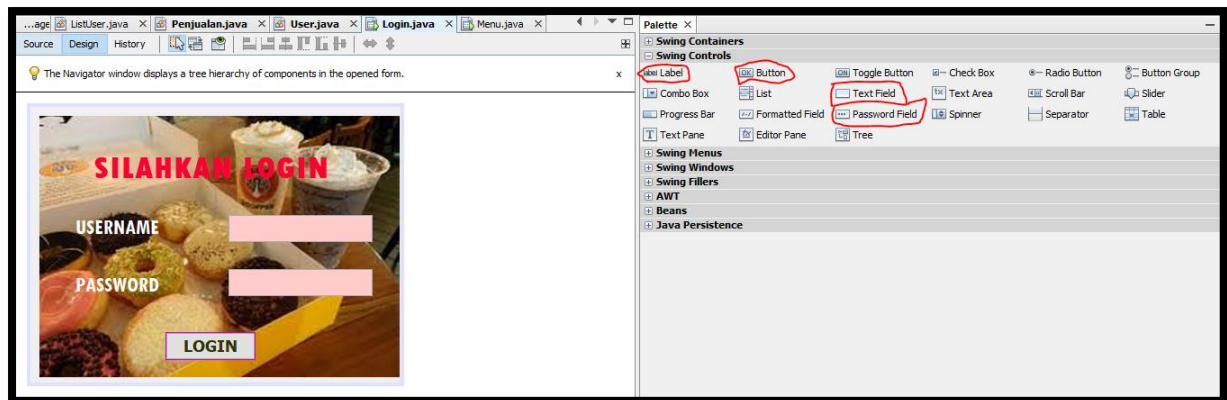 ...age ListUser.java Penjualan.java User.java Login.java Menu.java
Source Design History
The Navigator window displays a tree hierarchy of components in the opened form. x
SILAHKAN LOGIN
USERNAME
PASSWORD
LOGIN
Palette
Swing Containers
Swing Controls
label Label OK Button ON Toggle Button Check Box Radio Button Button Group
Combo Box List Text Field Text Area Scroll Bar Slider
Progress Bar Formatted Field Password Field Spinner Separator Table
T Text Pane Editor Pane Tree
Swing Menus
Swing Windows
Swing Fillers
AWT
Beans
Java Persistence